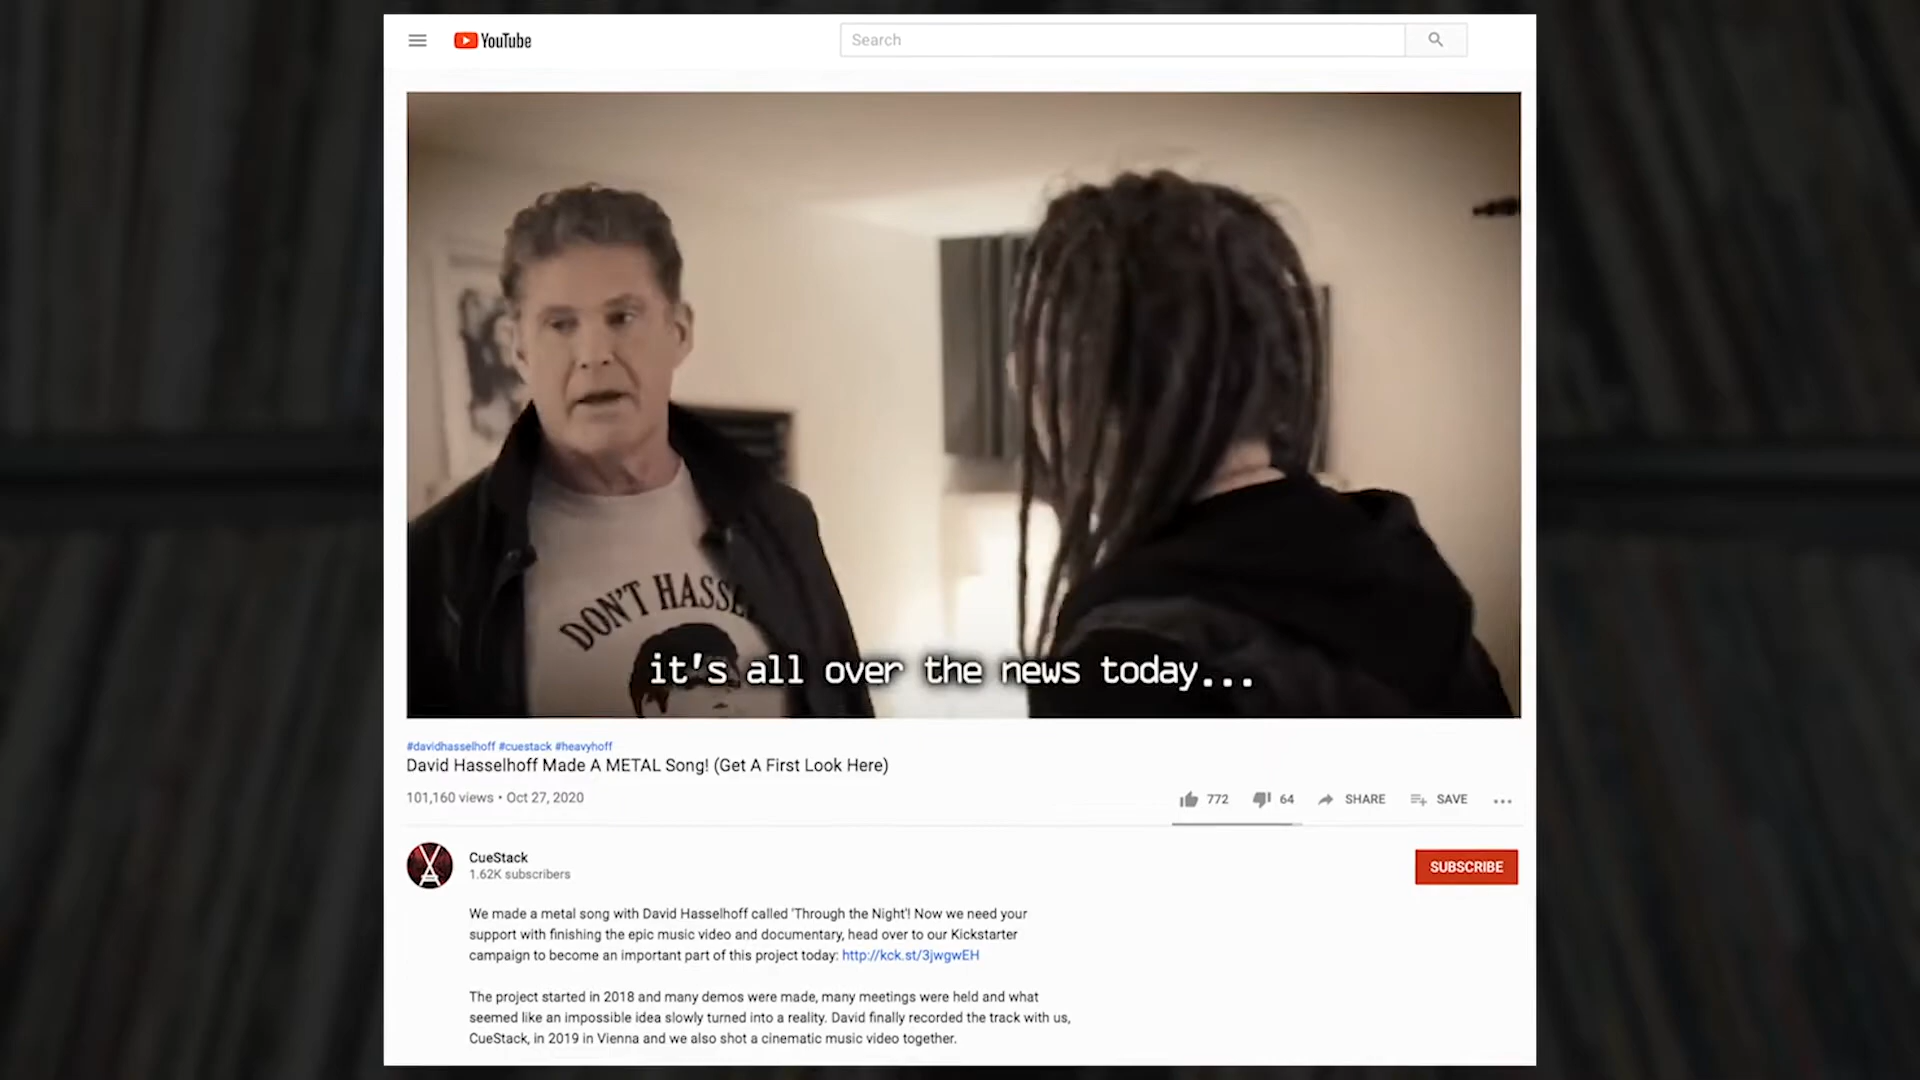 YouTube
Search
DON'T HASSE
it's all over the news today...
#davidhasselhoff #cuestack #heavyhoff
David Hasselhoff Made A METAL Song! (Get A First Look Here)
101,160 views • Oct 27, 2020
772 64 SHARE SAVE
CueStack
1.62K subscribers
SUBSCRIBE
We made a metal song with David Hasselhoff called 'Through the Night'! Now we need your
support with finishing the epic music video and documentary, head over to our Kickstarter
campaign to become an important part of this project today: http://kck.st/3jwgwEH
The project started in 2018 and many demos were made, many meetings were held and what
seemed like an impossible idea slowly turned into a reality. David finally recorded the track with us,
CueStack, in 2019 in Vienna and we also shot a cinematic music video together.